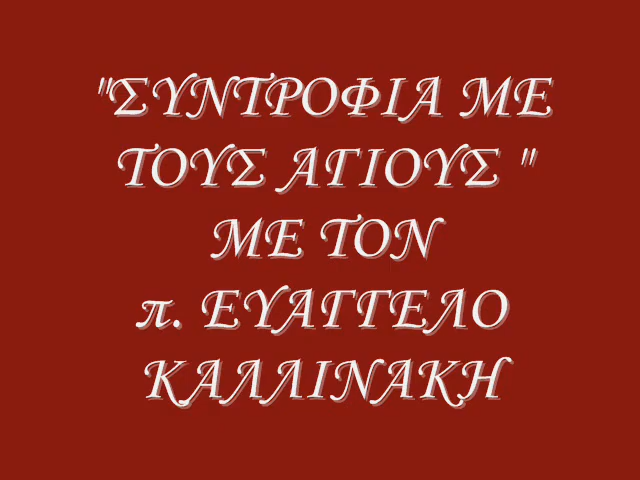 "ΣΥΝΤΡΟΦΙΑ ΜΕ
ΤΟΥΣ ΑΓΙΟΥΣ "
ΜΕ ΤΟΝ
π. ΕΥΑΓΓΕΛΟ
ΚΑΛΛΙΝΑΚΗ